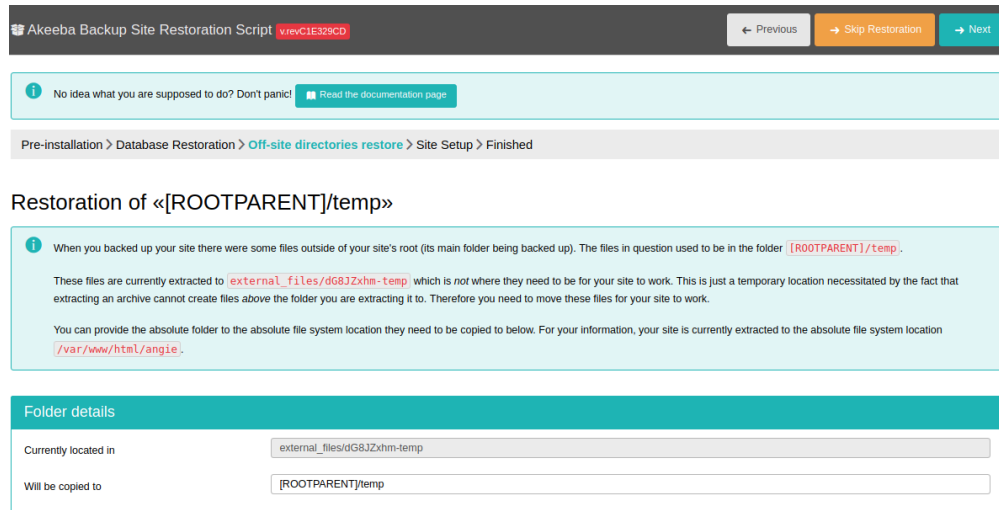 Akeeba Backup Site Restoration Script v.revC1E329CD
← Previous
→ Skip Restoration
→ Next
No idea what you are supposed to do? Don't panic! Read the documentation page
Pre-installation > Database Restoration > Off-site directories restore > Site Setup > Finished
Restoration of «[ROOTPARENT]/temp»
When you backed up your site there were some files outside of your site's root (its main folder being backed up). The files in question used to be in the folder [ROOTPARENT]/temp.
These files are currently extracted to external_files/dG8JZxhm-temp which is not where they need to be for your site to work. This is just a temporary location necessitated by the fact that
extracting an archive cannot create files above the folder you are extracting it to. Therefore you need to move these files for your site to work.
You can provide the absolute folder to the absolute file system location they need to be copied to below. For your information, your site is currently extracted to the absolute file system location
/var/www/html/angie.
Folder details
Currently located in external_files/dG8JZxhm-temp
Will be copied to [ROOTPARENT]/temp